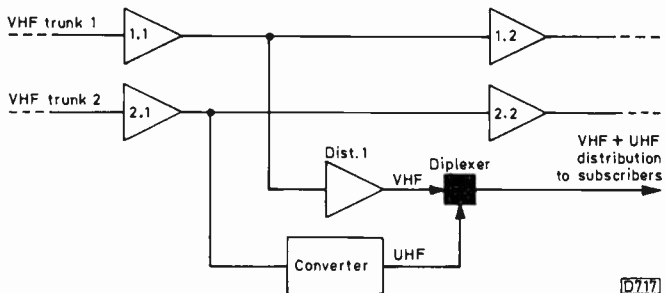 VHF trunk 1
1.1
1.2
VHF trunk 2
2.1
2.2
Dist.1
Diplexer
VHF
VHF + UHF
distribution
to subscribers
Converter
UHF
D717